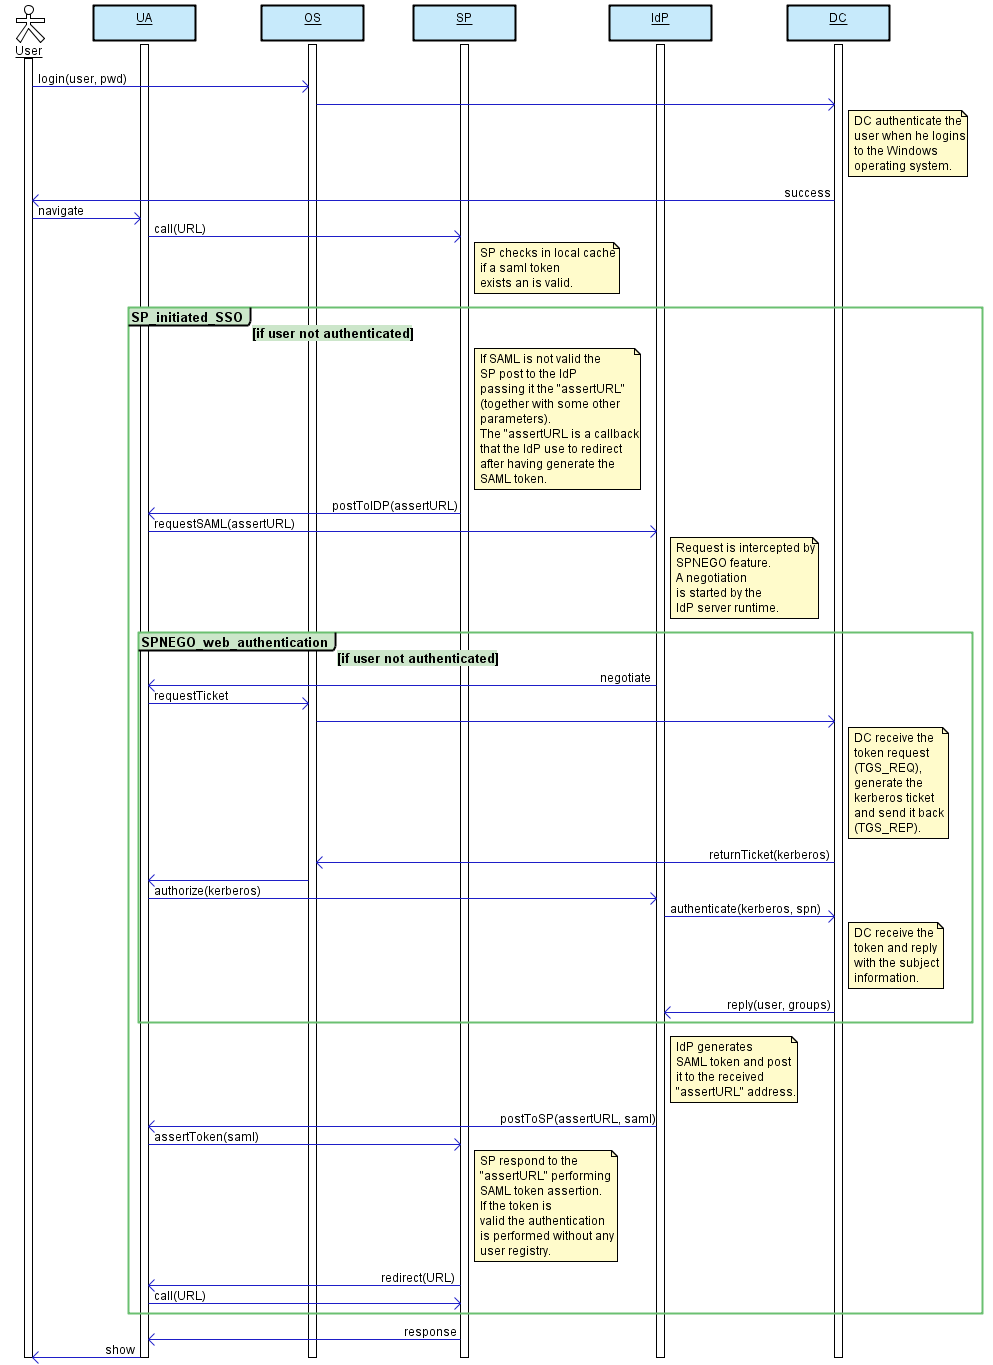 UA
OS
SP
IdP
DC
User
login(user, pwd)
DC authenticate the
user when he logins
to the Windows
operating system.
success
navigate
call(URL)
SP checks in local cache
if a saml token
exists an is valid.
SP_initiated_SSO
[if user not authenticated]
If SAML is not valid the
SP post to the IdP
passing it the "assertURL"
(together with some other
parameters).
The "assertURL is a callback
that the IdP use to redirect
after having generate the
SAML token.
postToIDP(assertURL)
requestSAML(assertURL)
Request is intercepted by
SPNEGO feature.
A negotiation
is started by the
IdP server runtime.
SPNEGO_web_authentication
[if user not authenticated]
negotiate
requestTicket
DC receive the
token request
(TGS_REQ),
generate the
kerberos ticket
and send it back
(TGS_REP).
returnTicket(kerberos)
authorize(kerberos)
authenticate(kerberos, spn)
DC receive the
token and reply
with the subject
information.
reply(user, groups)
IdP generates
SAML token and post
it to the received
"assertURL" address.
postToSP(assertURL, saml)
assertToken(saml)
SP respond to the
"assertURL" performing
SAML token assertion.
If the token is
valid the authentication
is performed without any
user registry.
redirect(URL)
call(URL)
response
show